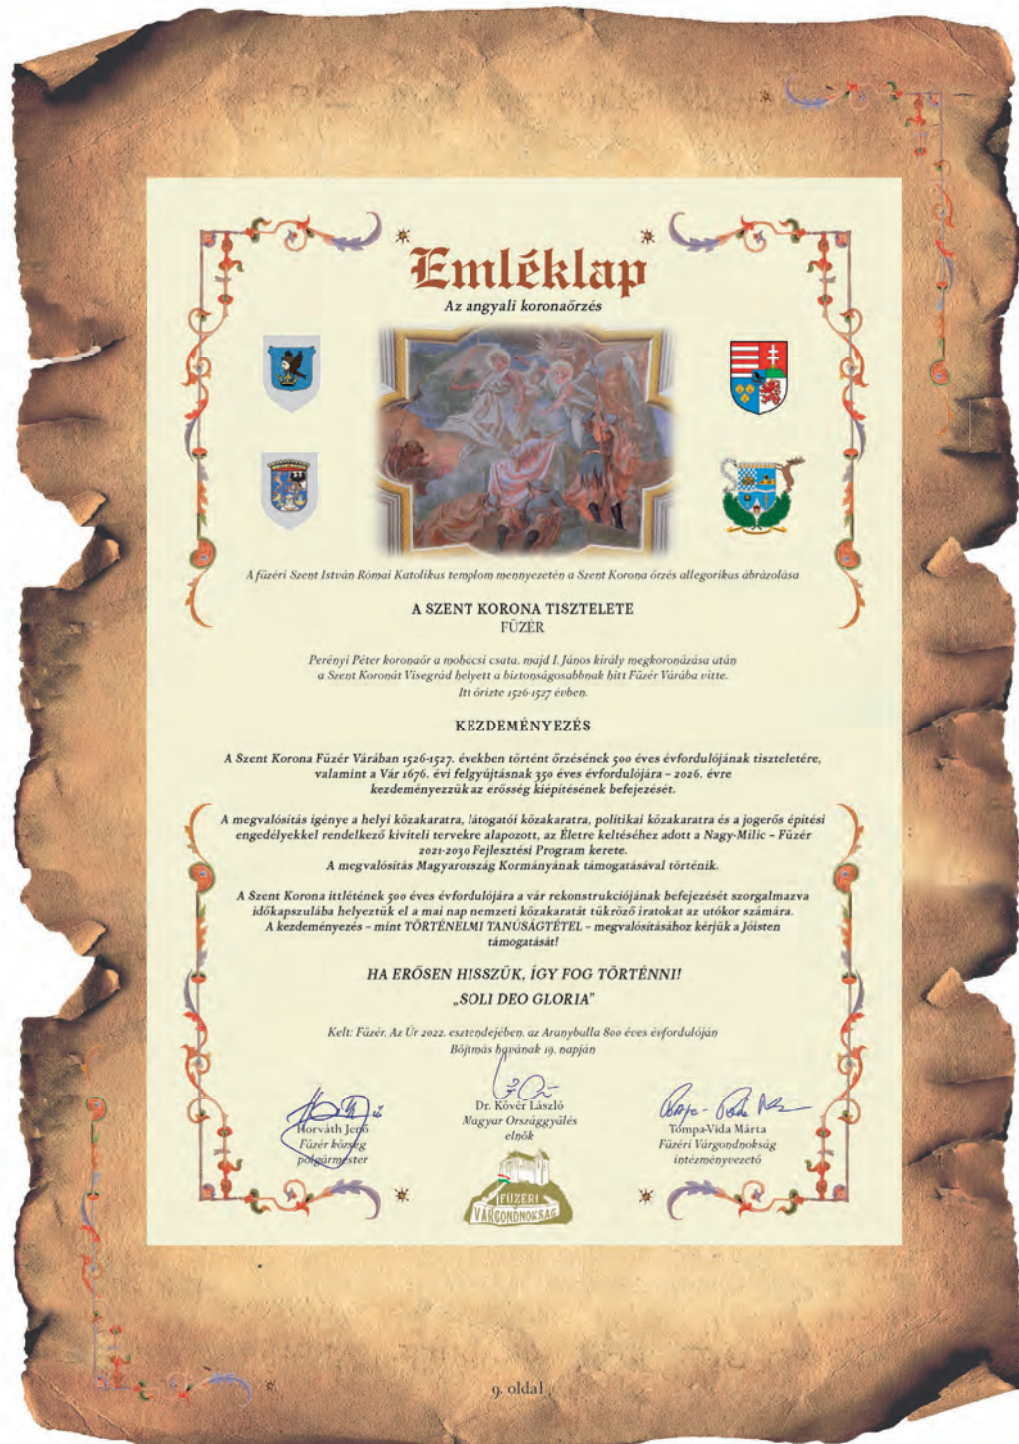 Emléklap
Az angyali koronaőrzés
A füzéri Szent István Római Katolikus templom mennyezetén a Szent Korona őrzés allegorikus ábrázolása
A SZENT KORONA TISZTELETE
FÜZÉR
Perényi Péter koronaőr a mohácsi csata, majd I. János király megkoronázása után
a Szent Koronát Visegrád helyett a biztonságosabbnak hitt Füzér Várába vitte.
Itt őrizte 1526-1527 évben.
KEZDEMÉNYEZÉS
A Szent Korona Füzér Várában 1526-1527. években történt őrzésének 500 éves évfordulójának tiszteletére,
valamint a Vár 1676. évi felgyújtásnak 350 éves évfordulójára – 2026. évre
kezdeményezzük az erősség kiépítésének befejezését.
A megvalósítás igénye a helyi közakaratra, látogatói közakaratra, politikai közakaratra és a jogerős építési
engedélyekkel rendelkező kiviteli tervekre alapozott, az Életre keltéséhez adott a Nagy-Milic – Füzér
2021-2030 Fejlesztési Program kerete.
A megvalósítás Magyarország Kormányának támogatásával történik.
A Szent Korona ittlétének 500 éves évfordulójára a vár rekonstrukciójának befejezését szorgalmazva
időkapszulába helyeztük el a mai nap nemzeti közakaratát tükröző iratokat az utókor számára.
A kezdeményezés – mint TÖRTÉNELMI TANÚSÁGTÉTEL – megvalósításához kérjük a Jóisten
támogatását!
HA ERŐSEN HISSZÜK, ÍGY FOG TÖRTÉNNI!
„SOLI DEO GLORIA”
Kelt: Füzér, Az Úr 2022. esztendejében, az Aranybulla 800 éves évfordulóján
Böjtmás havának 19. napján
Horváth Jenő
Füzér község
polgármester
Dr. Kövér László
Magyar Országgyűlés
elnök
Tompa-Vida Márta
Füzéri Várgondnokság
intézményvezető
FÜZÉRI
VÁRGONDNOKSÁG
9. oldal